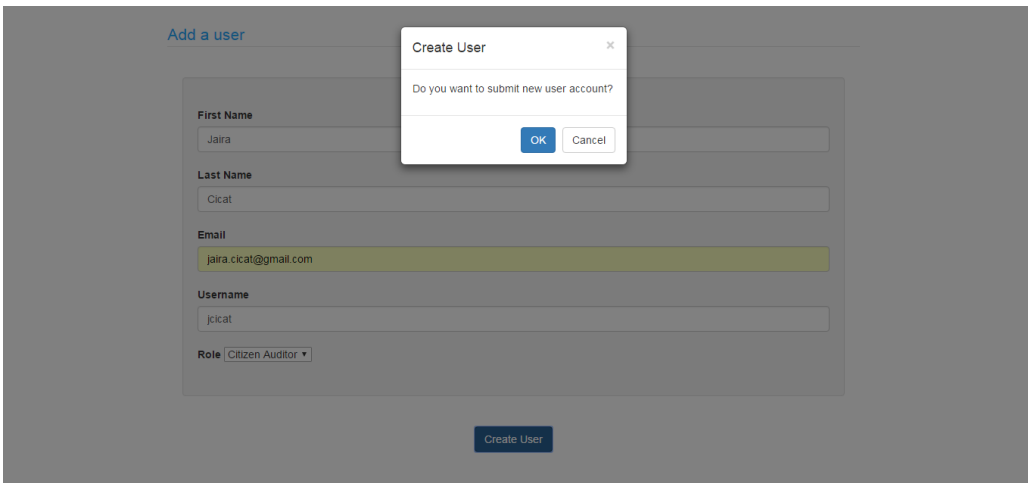 Add a user
Create User
×
Do you want to submit new user account?
OK
Cancel
First Name
Jaira
Last Name
Cicat
Email
jaira.cicat@gmail.com
Username
jcicat
Role Citizen Auditor
Create User